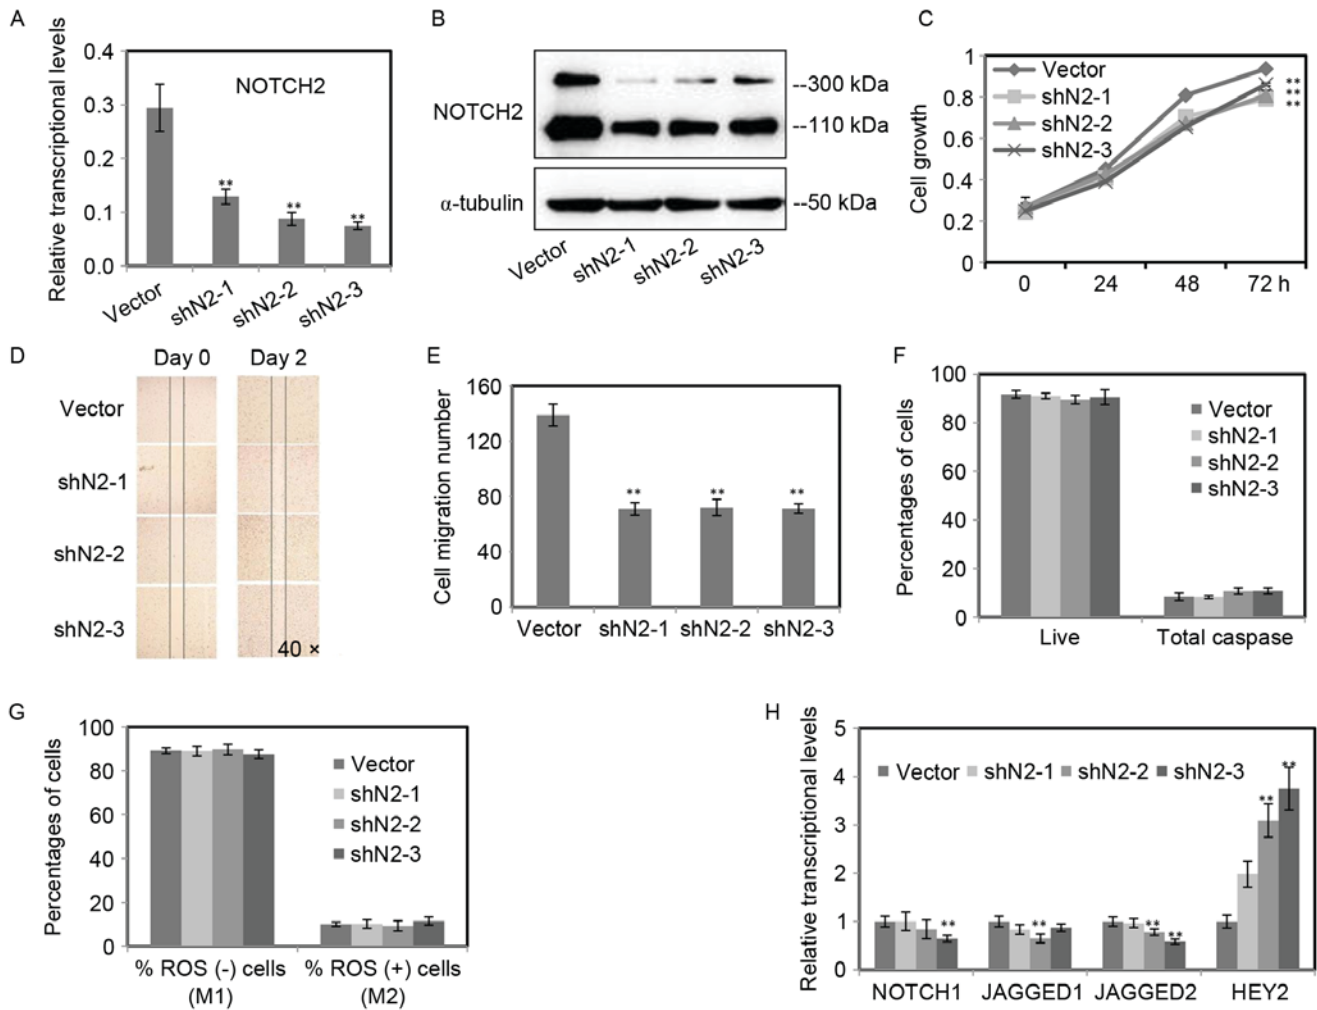 A
Relative transcriptional levels
0.4
0.3
0.2
0.1
0.0
NOTCH2
**
**
**
Vector
shN2-1
shN2-2
shN2-3
B
NOTCH2
--300 kDa
--110 kDa
α-tubulin
--50 kDa
Vector
shN2-1
shN2-2
shN2-3
C
Cell growth
1
0.8
0.6
0.4
0.2
0
Vector
shN2-1
shN2-2
shN2-3
**
**
**
0 24 48 72 h
D
Day 0 Day 2
Vector
shN2-1
shN2-2
shN2-3
40 ×
E
Cell migration number
160
120
80
40
0
** ** **
Vector shN2-1 shN2-2 shN2-3
F
Percentages of cells
100
80
60
40
20
0
Vector
shN2-1
shN2-2
shN2-3
Live Total caspase
G
Percentages of cells
100
80
60
40
20
0
Vector
shN2-1
shN2-2
shN2-3
% ROS (-) cells % ROS (+) cells
(M1) (M2)
H
Relative transcriptional levels
5
4
3
2
1
0
Vector shN2-1 shN2-2 shN2-3
** ** ** ** ** **
NOTCH1 JAGGED1 JAGGED2 HEY2